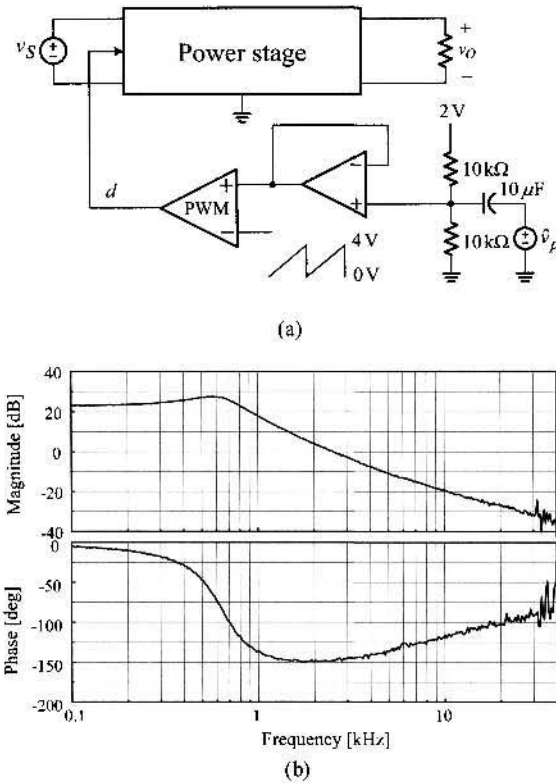 v_S
Power stage
+
v_O
−
2 V
10 kΩ
10 μF
−
+
d
+
PWM
−
4 V
0 V
10 kΩ
(a)
40
20
0
-20
-40
Magnitude [dB]
0
-50
-100
-150
-200
Phase [deg]
0.1
1
10
Frequency [kHz]
(b)